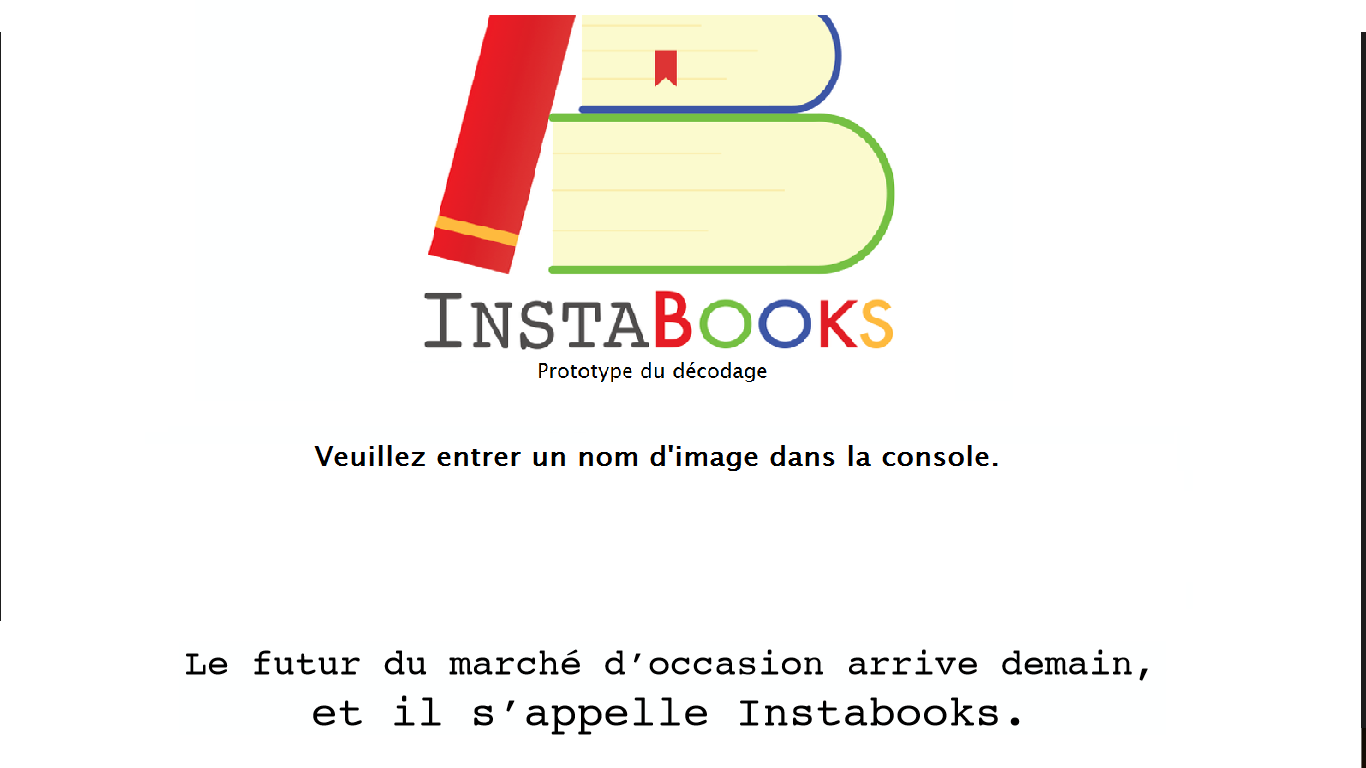 INSTABOOKS
Prototype du décodage
Veuillez entrer un nom d'image dans la console.
Le futur du marché d’occasion arrive demain,
et il s’appelle Instabooks.